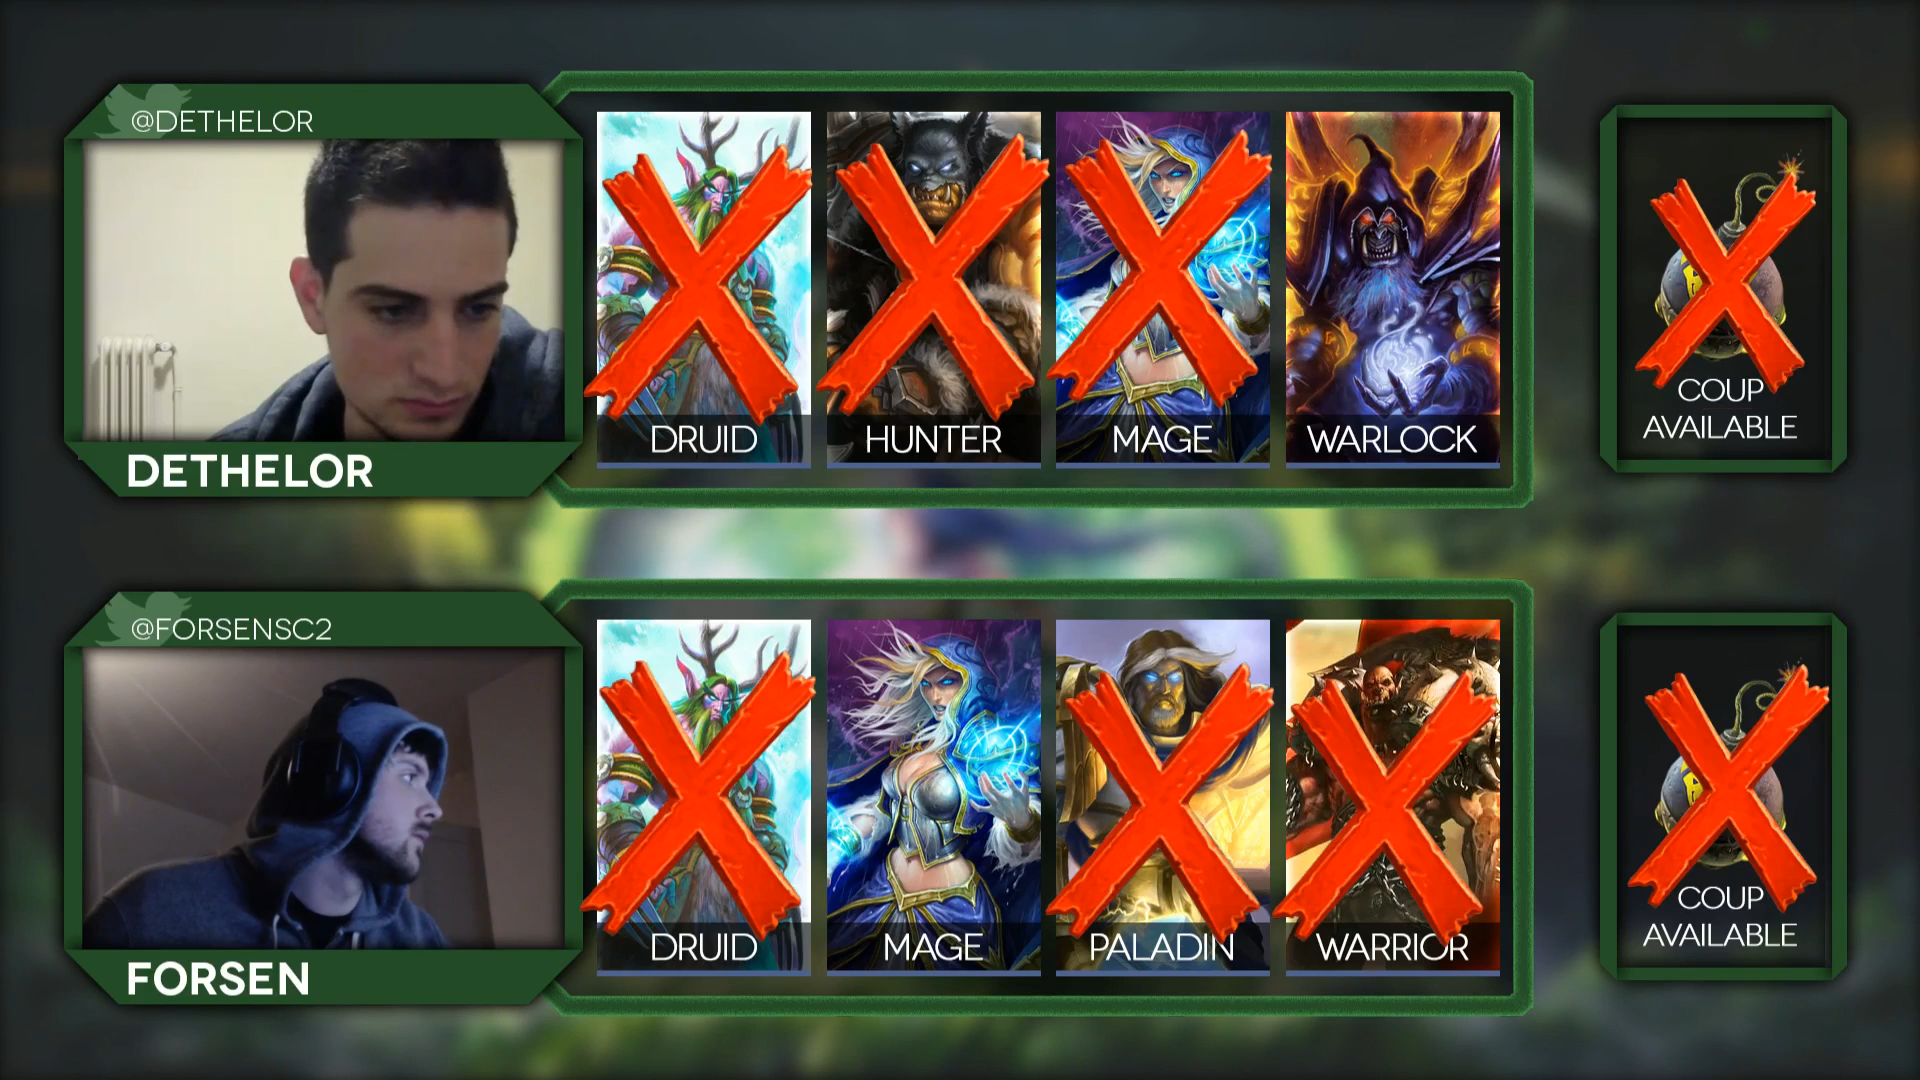 @DETHELOR
DETHELOR
DRUID
HUNTER
MAGE
WARLOCK
COUP
AVAILABLE
@FORSENSC2
FORSEN
DRUID
MAGE
PALADIN
WARRIOR
COUP
AVAILABLE